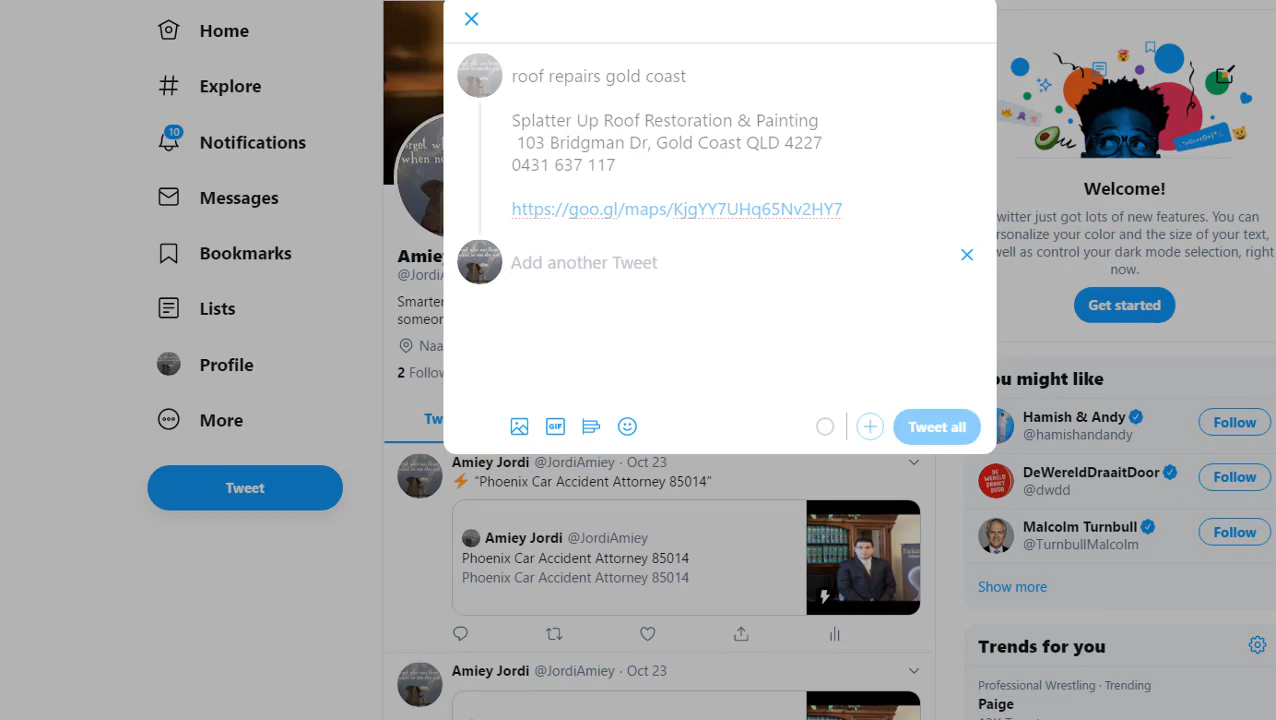 Home
Explore
10
Notifications
Messages
Bookmarks
Lists
Profile
More
Tweet
roof repairs gold coast
Splatter Up Roof Restoration & Painting
103 Bridgman Dr, Gold Coast QLD 4227
0431 637 117
https://goo.gl/maps/KjgYY7UHq65Nv2HY7
Add another Tweet
GIF
Tweet all
Amiey
@JordiA
Smarter
someon
Naa
2 Follow
Tw
Amiey Jordi @JordiAmiey · Oct 23
⚡ “Phoenix Car Accident Attorney 85014”
Amiey Jordi @JordiAmiey
Phoenix Car Accident Attorney 85014
Phoenix Car Accident Attorney 85014
Amiey Jordi @JordiAmiey · Oct 23
Welcome!
witter just got lots of new features. You can
rsonalize your color and the size of your text,
well as control your dark mode selection, right
now.
Get started
ou might like
Hamish & Andy
@hamishandy
Follow
DeWereldDraaitDoor
@dwdd
Follow
Malcolm Turnbull
@TurnbullMalcolm
Follow
Show more
Trends for you
Professional Wrestling · Trending
Paige